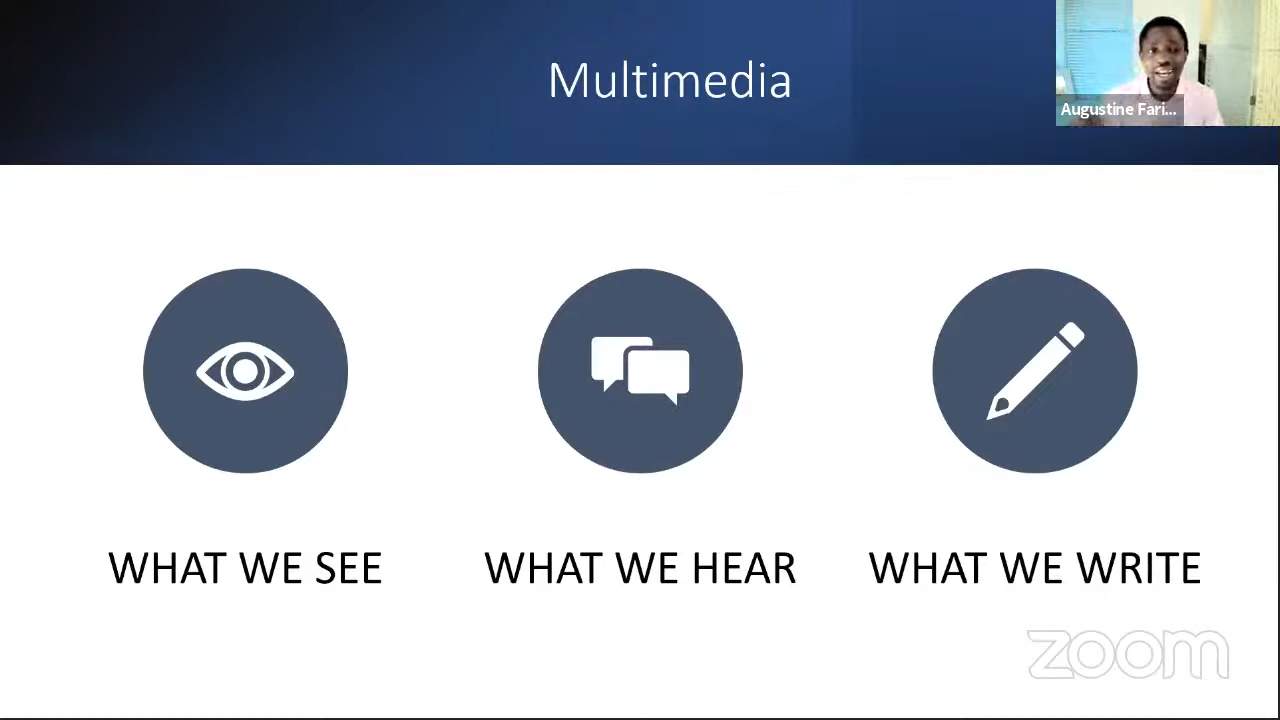 Multimedia
Augustine Fari...
WHAT WE SEE
WHAT WE HEAR
WHAT WE WRITE
zoom